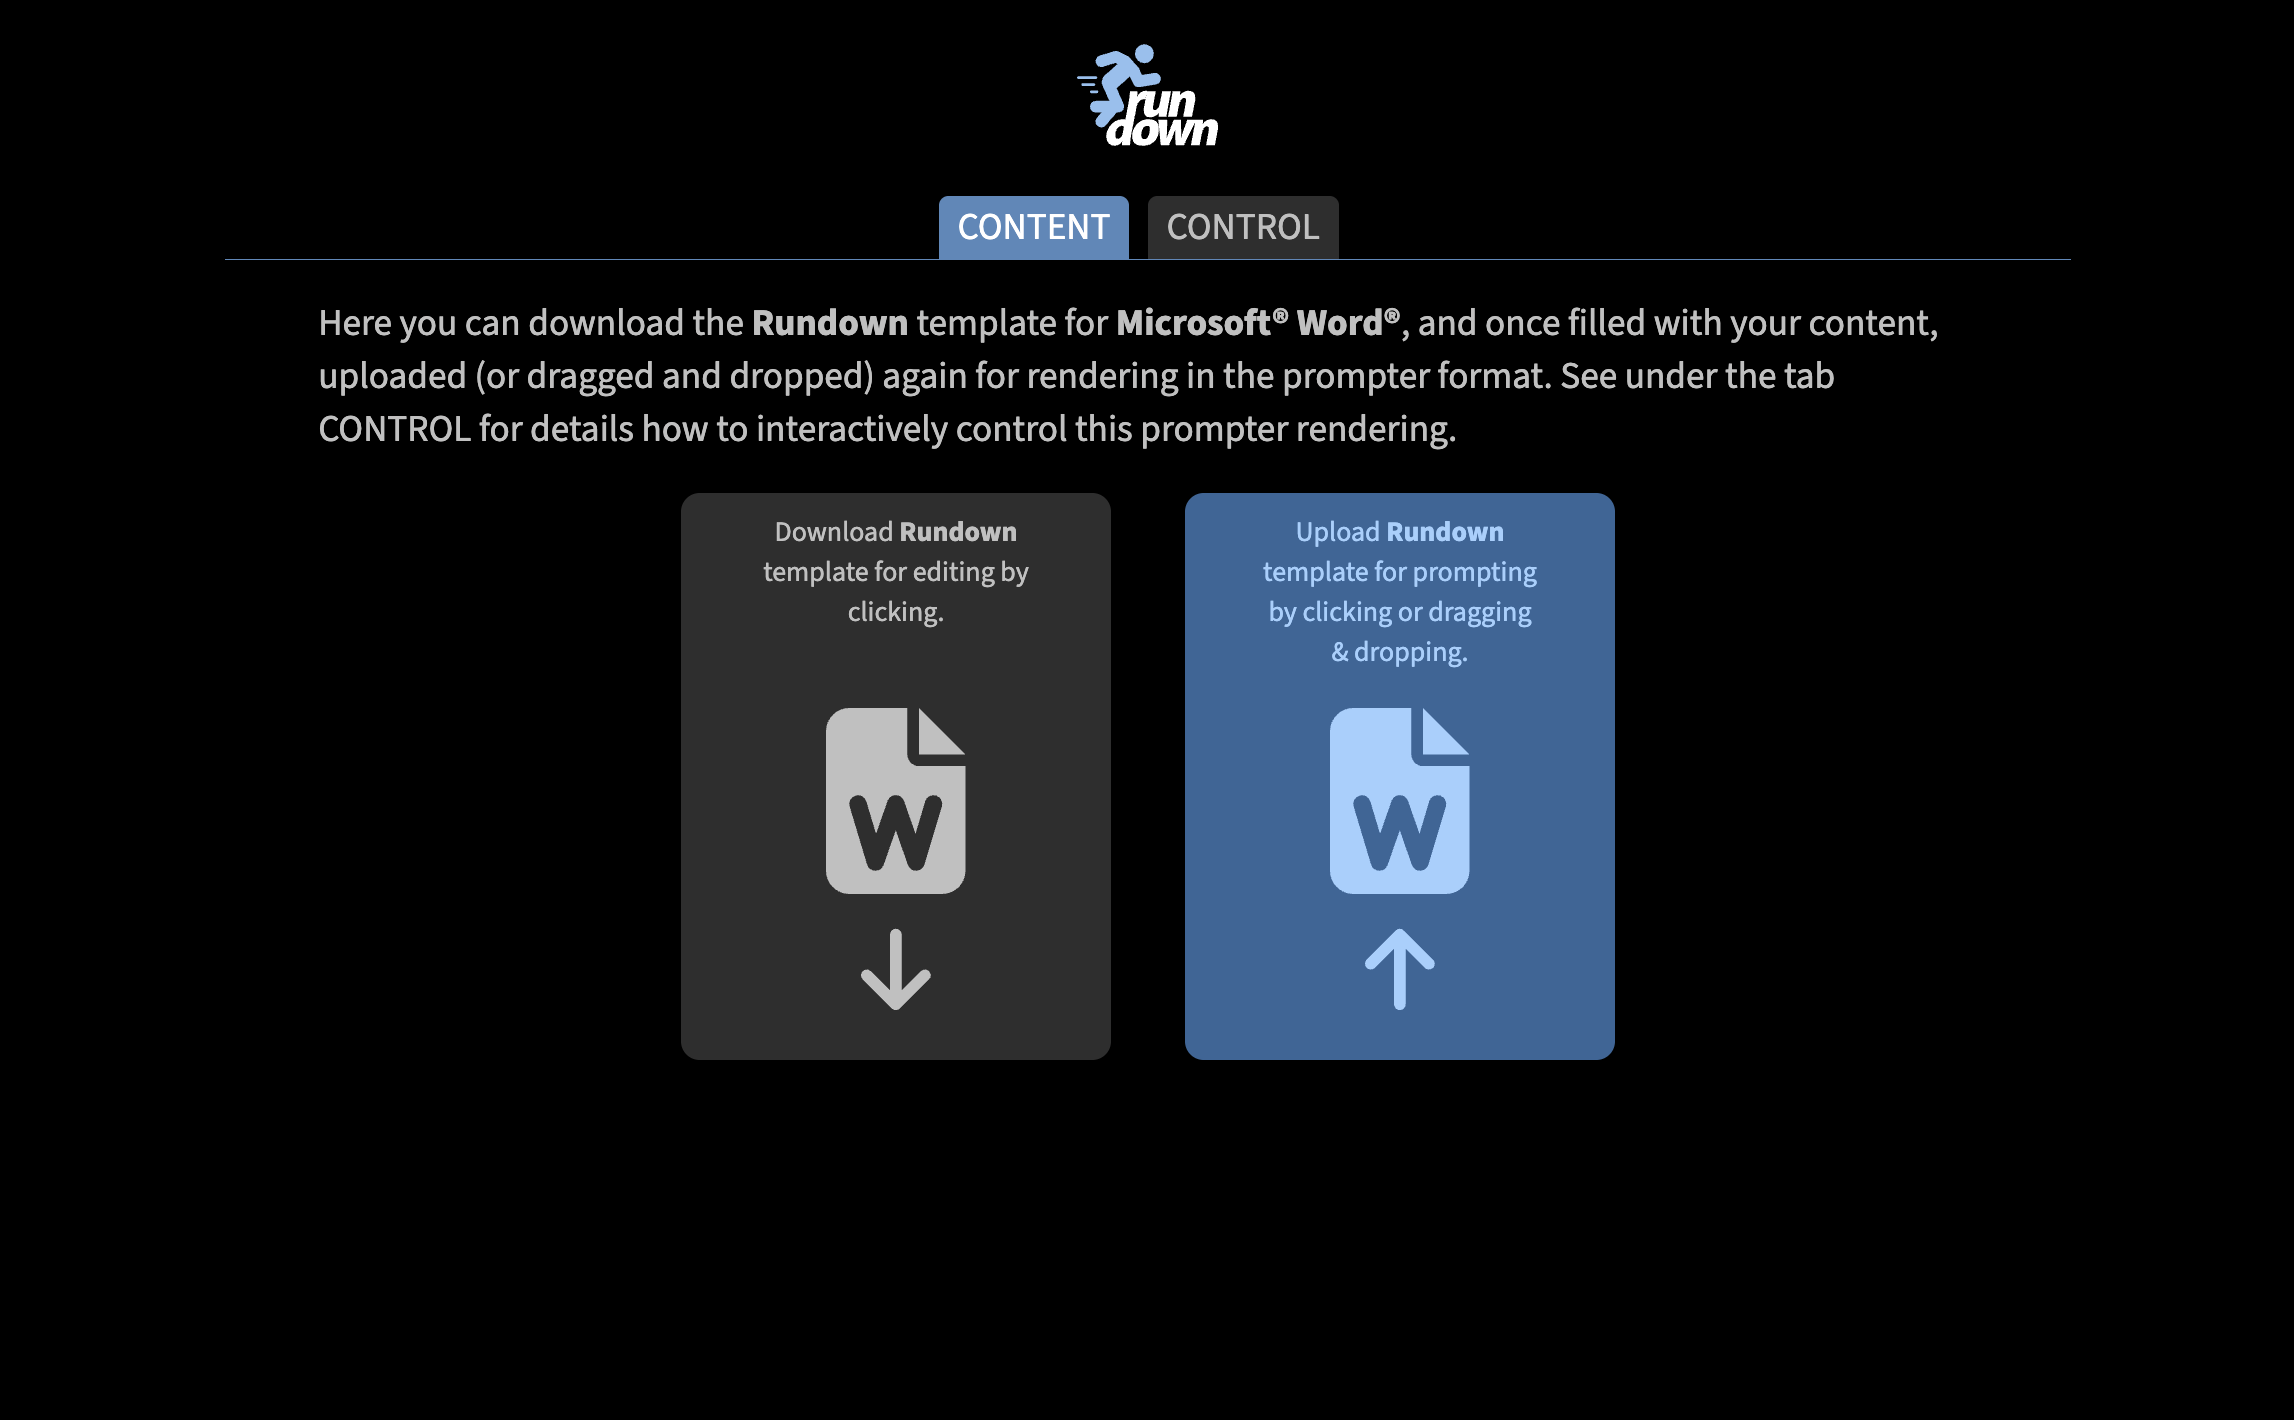 run
down
CONTENT CONTROL
Here you can download the Rundown template for Microsoft® Word®, and once filled with your content,
uploaded (or dragged and dropped) again for rendering in the prompter format. See under the tab
CONTROL for details how to interactively control this prompter rendering.
Download Rundown
template for editing by
clicking.
W
Upload Rundown
template for prompting
by clicking or dragging
& dropping.
W